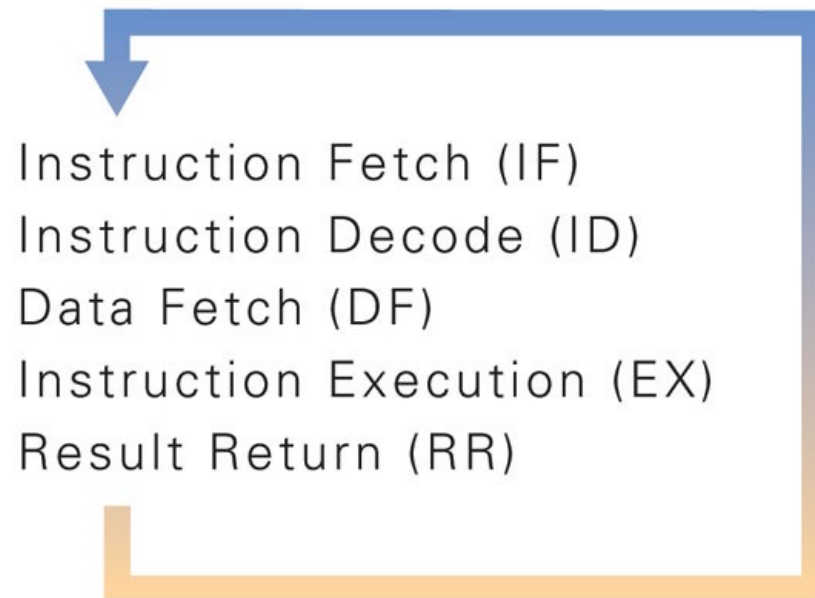 Instruction Fetch (IF)
Instruction Decode (ID)
Data Fetch (DF)
Instruction Execution (EX)
Result Return (RR)